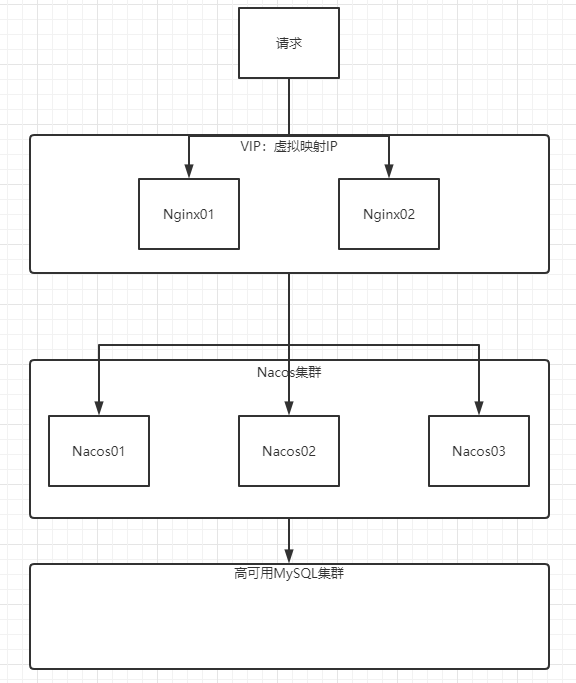 请求
VIP：虚拟映射IP
Nginx01
Nginx02
Nacos集群
Nacos01
Nacos02
Nacos03
高可用MySQL集群